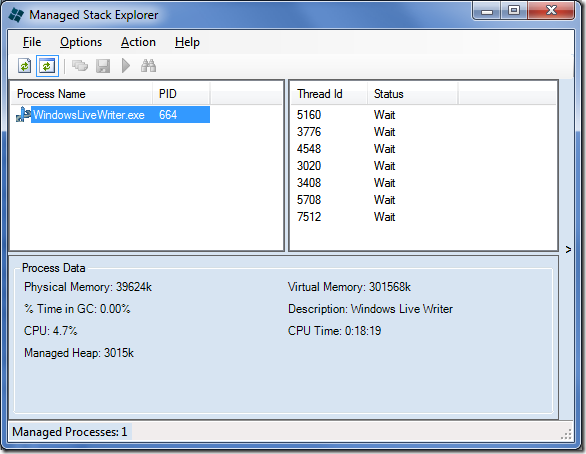 Managed Stack Explorer
File Options Action Help
Process Name PID
WindowsLiveWriter.exe 664
Thread Id Status
5160 Wait
3776 Wait
4548 Wait
3020 Wait
3408 Wait
5708 Wait
7512 Wait
>
Process Data
Physical Memory: 39624k Virtual Memory: 301568k
% Time in GC: 0.00% Description: Windows Live Writer
CPU: 4.7% CPU Time: 0:18:19
Managed Heap: 3015k
Managed Processes: 1